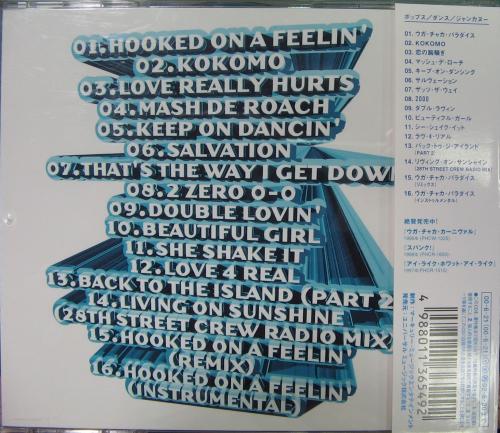 01. HOOKED ON A FEELIN'
02. KOKOMO
03. LOVE REALLY HURTS
04. MASH DE ROACH
05. KEEP ON DANCIN'
06. SALVATION
07. THAT'S THE WAY I GET DOWN
08. 2 ZERO 0-0
09. DOUBLE LOVIN'
10. BEAUTIFUL GIRL
11. SHE SHAKE IT
12. LOVE 4 REAL
13. BACK TO THE ISLAND (PART 2)
14. LIVING ON SUNSHINE
(28TH STREET CREW RADIO MIX)
15. HOOKED ON A FEELIN'
(REMIX)
16. HOOKED ON A FEELIN'
(INSTRUMENTAL)
ポップス/ダンス/ジャンカヌー
01. ウガ・チャカ・パラダイス
02. KOKOMO
03. 恋の胸騒ぎ
04. マッシュ・デ・ローチ
05. キープ・オン・ダンシング
06. サルヴェーション
07. ザッツ・ザ・ウェイ
08. 2000
09. ダブル・ラヴィン
10. ビューティフル・ガール
11. シー・シェイク・イット
12. ラヴ・4・リアル
13. バック・トゥ・ジ・アイランド
[PART 2]
14. リヴィング・オン・サンシャイン
[28TH STREET CREW RADIO MIX]
15. ウガ・チャカ・パラダイス
[リミックス]
16. ウガ・チャカ・パラダイス
[インストゥルメンタル]
絶賛発売中!
「ウガ・チャカ・カーニヴァル」
「スパンク!」
「アイ・ライク・ホワット・アイ・ライク」
4 988011 365492